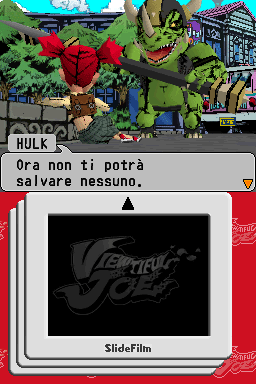 HULK
Ora non ti potrà
salvare nessuno.
VIEWTIFUL
JOE
SlideFilm